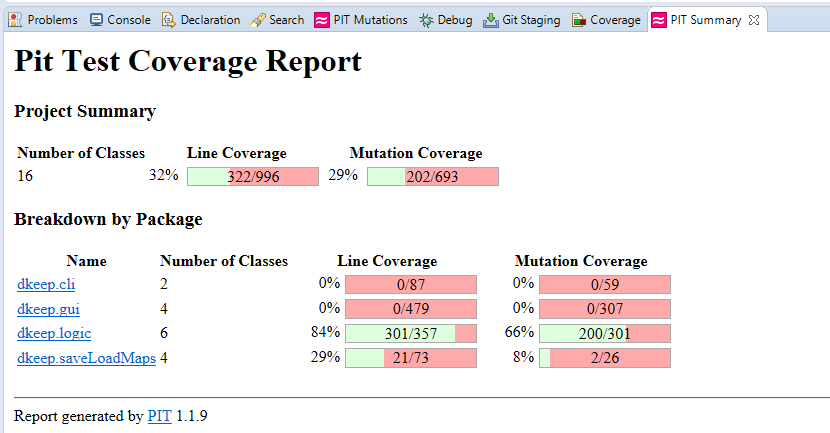 Problems Console Declaration Search PIT Mutations Debug Git Staging Coverage PIT Summary
Pit Test Coverage Report
Project Summary
Number of Classes Line Coverage Mutation Coverage
16 32% 322/996 29% 202/693
Breakdown by Package
Name Number of Classes Line Coverage Mutation Coverage
dkeep.cli 2 0% 0/87 0% 0/59
dkeep.gui 4 0% 0/479 0% 0/307
dkeep.logic 6 84% 301/357 66% 200/301
dkeep.saveLoadMaps 4 29% 21/73 8% 2/26
Report generated by PIT 1.1.9